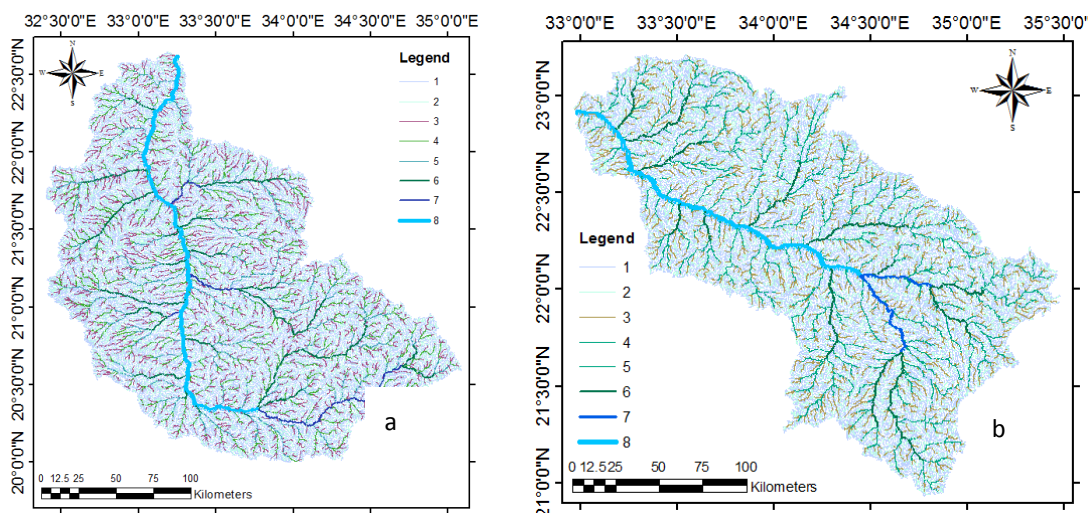 32°30'0"E 33°0'0"E 33°30'0"E 34°0'0"E 34°30'0"E 35°0'0"E
22°30'0"N
22°0'0"N
21°30'0"N
21°0'0"N
20°30'0"N
20°0'0"N
N
W E
S
Legend
1
2
3
4
5
6
7
8
a
0 12.525 50 75 100
Kilometers
33°0'0"E 33°30'0"E 34°0'0"E 34°30'0"E 35°0'0"E 35°30'0"E
23°0'0"N
22°30'0"N
22°0'0"N
21°30'0"N
21°0'0"N
N
W E
S
Legend
1
2
3
4
5
6
7
8
b
0 12.525 50 75 100
Kilometers